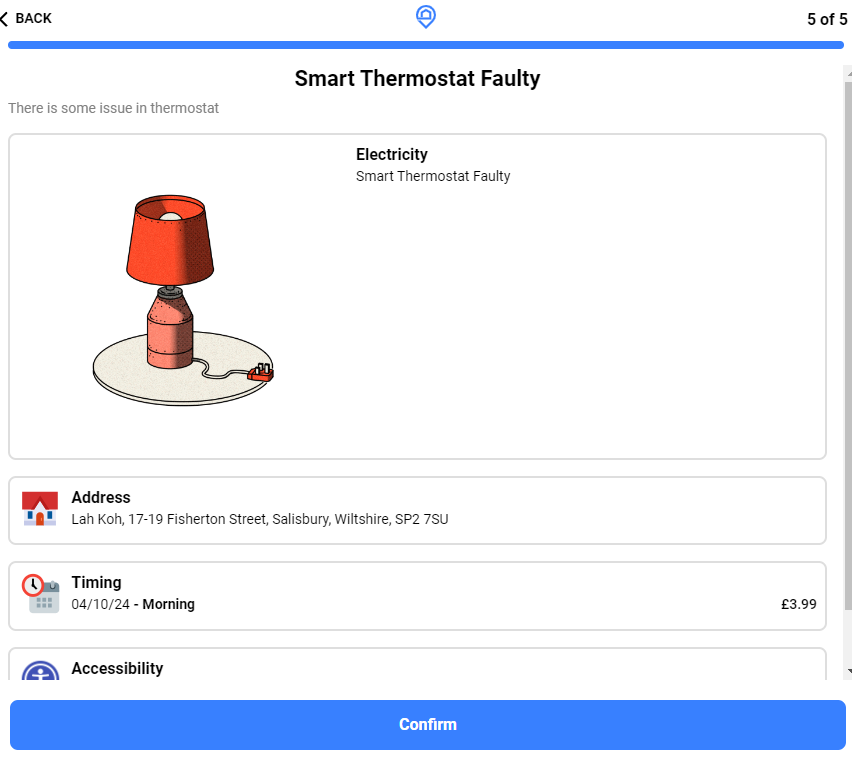 BACK
5 of 5
Smart Thermostat Faulty
There is some issue in thermostat
Electricity
Smart Thermostat Faulty
Address
Lah Koh, 17-19 Fisherton Street, Salisbury, Wiltshire, SP2 7SU
Timing
04/10/24 - Morning
£3.99
Accessibility
Confirm